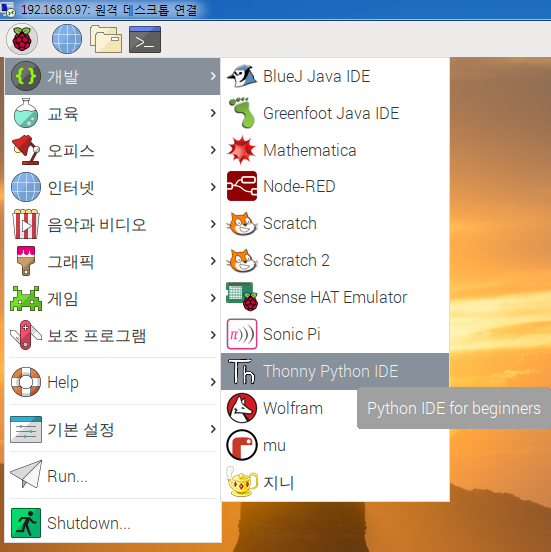 192.168.0.97: 원격 데스크톱 연결
개발
교육
오피스
인터넷
음악과 비디오
그래픽
게임
보조 프로그램
Help
기본 설정
Run...
Shutdown...
BlueJ Java IDE
Greenfoot Java IDE
Mathematica
Node-RED
Scratch
Scratch 2
Sense HAT Emulator
π)))
Sonic Pi
Th
Thonny Python IDE
Wolfram
Python IDE for beginners
mu
지니